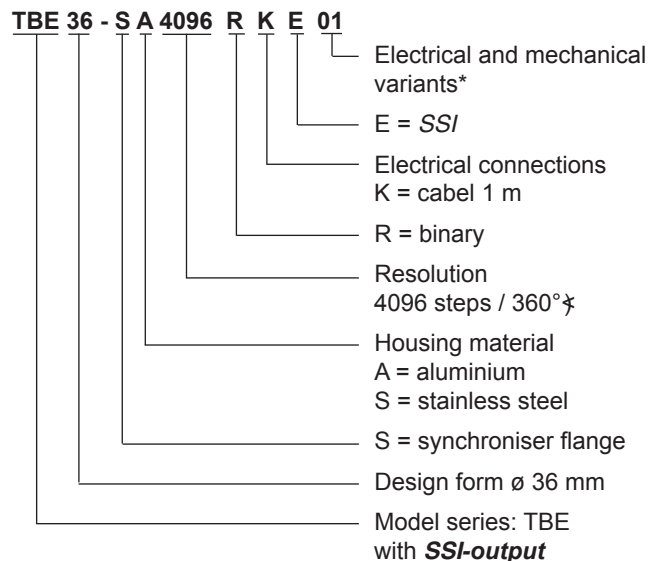 TBE 36 - S A 4096 R K E 01
Electrical and mechanical
variants*
E = SSI
Electrical connections
K = cabel 1 m
R = binary
Resolution
4096 steps / 360°∢
Housing material
A = aluminium
S = stainless steel
S = synchroniser flange
Design form ø 36 mm
Model series: TBE
with SSI-output